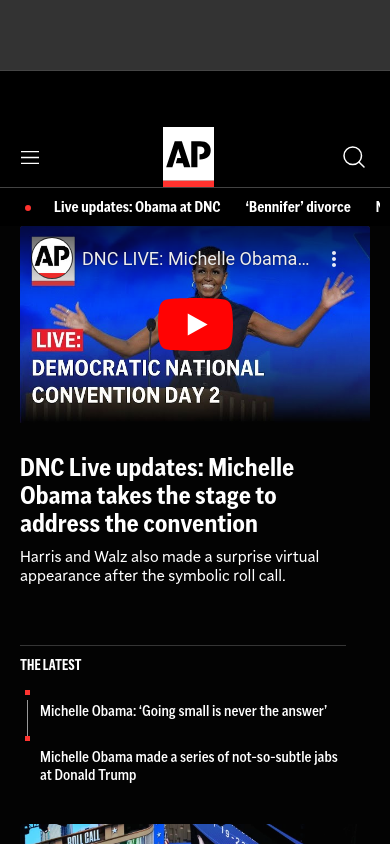 AP
Live updates: Obama at DNC
'Bennifer' divorce
AP
DNC LIVE: Michelle Obama...
LIVE:
DEMOCRATIC NATIONAL
CONVENTION DAY 2
DNC Live updates: Michelle
Obama takes the stage to
address the convention
Harris and Walz also made a surprise virtual
appearance after the symbolic roll call.
THE LATEST
Michelle Obama: ‘Going small is never the answer’
Michelle Obama made a series of not-so-subtle jabs
at Donald Trump
ROLL CALL